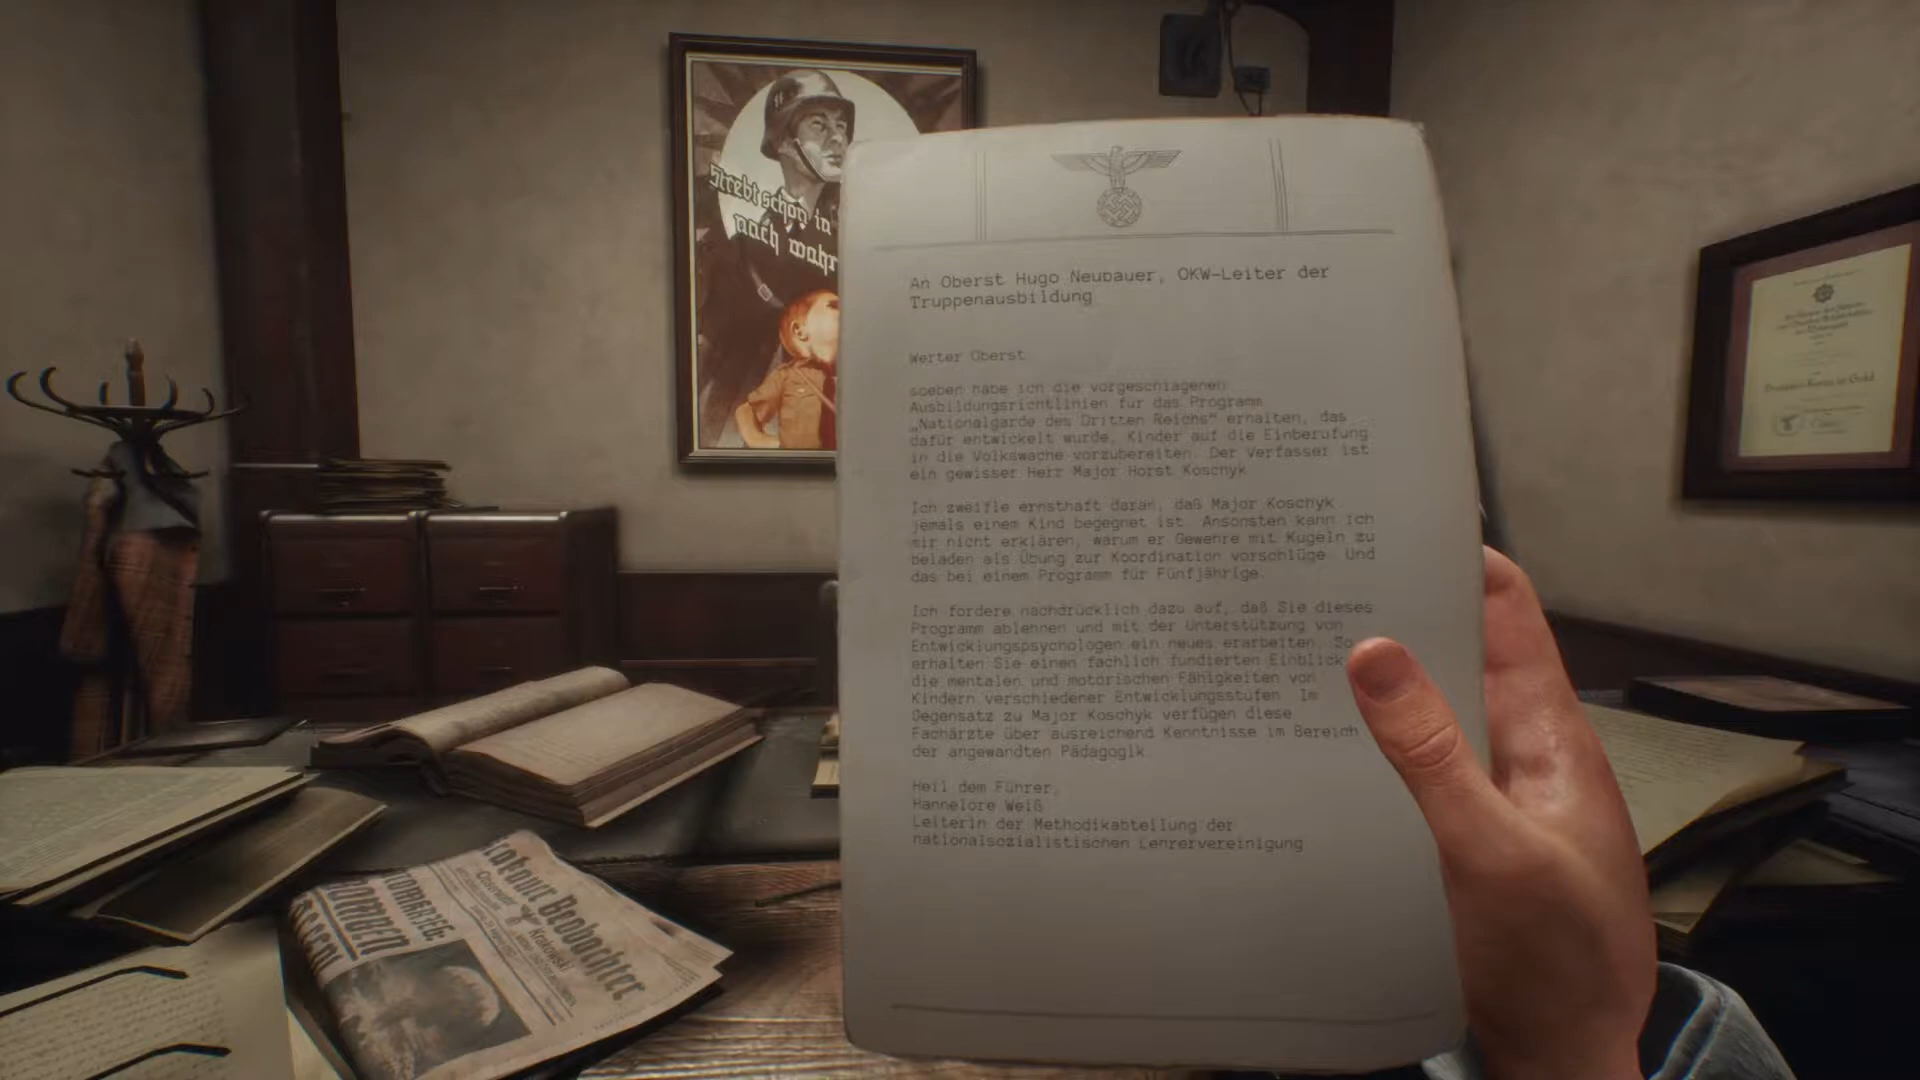 Strebt schon in
nach wahr
An Oberst Hugo Neubauer, OKW-Leiter der
Truppenausbildung
Werter Oberst
soeben habe ich die vorgeschlagenen
Ausbildungsrichtlinien für das Programm
„Nationalgarde des Dritten Reichs“ erhalten, das
dafür entwickelt wurde, Kinder auf die Einberufung
in die Volkswache vorzubereiten. Der Verfasser ist
ein gewisser Herr Major Horst Koschyk
Ich zweifle ernsthaft daran, daß Major Koschyk
jemals einem Kind begegnet ist. Ansonsten kann ich
mir nicht erklären, warum er Gewehre mit Kugeln zu
beladen als Übung zur Koordination vorschlüge. Und
das bei einem Programm für Fünfjährige.
Ich fordere nachdrücklich dazu auf, daß Sie dieses
Programm ablehnen und mit der Unterstützung von
Entwicklungspsychologen ein neues erarbeiten. So
erhalten Sie einen fachlich fundierten Einblick
die mentalen und motorischen Fähigkeiten von
Kindern verschiedener Entwicklungsstufen. Im
Gegensatz zu Major Koschyk verfügen diese
Fachärzte über ausreichend Kenntnisse im Bereich
der angewandten Pädagogik.
Heil dem Führer,
Hannelore Weiß
Leiterin der Methodikabteilung der
nationalsozialistischen Lehrervereinigung
Krakauer Beobachter